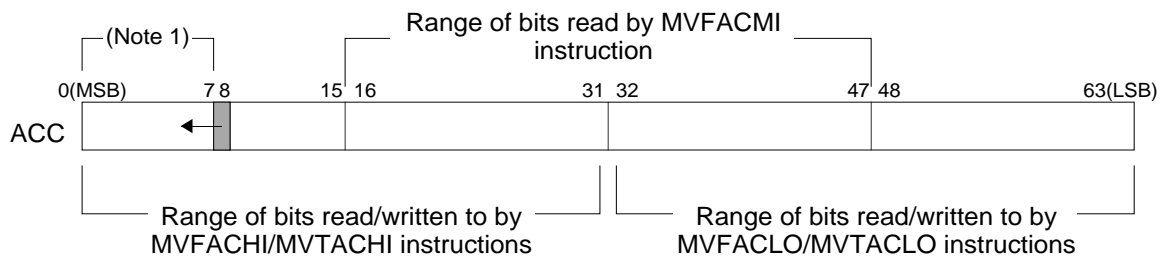 Range of bits read by MVFACMI
instruction
(Note 1)
0(MSB) 7 8 15 16 31 32 47 48 63(LSB)
ACC
Range of bits read/written to by
MVFACHI/MVTACHI instructions
Range of bits read/written to by
MVFACLO/MVTACLO instructions